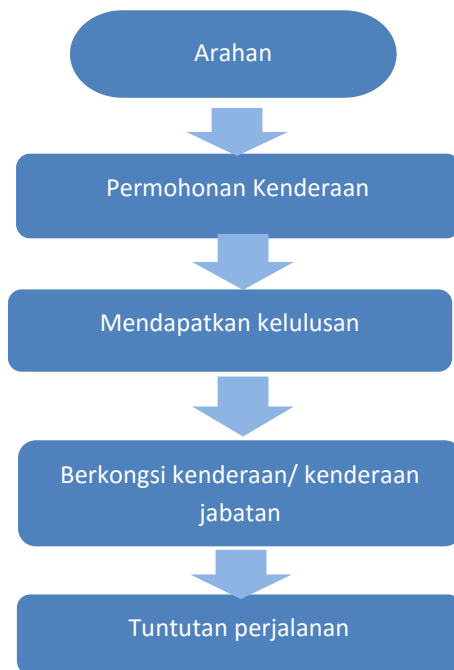 Arahan
Permohonan Kenderaan
Mendapatkan kelulusan
Berkongsi kenderaan/ kenderaan
jabatan
Tuntutan perjalanan